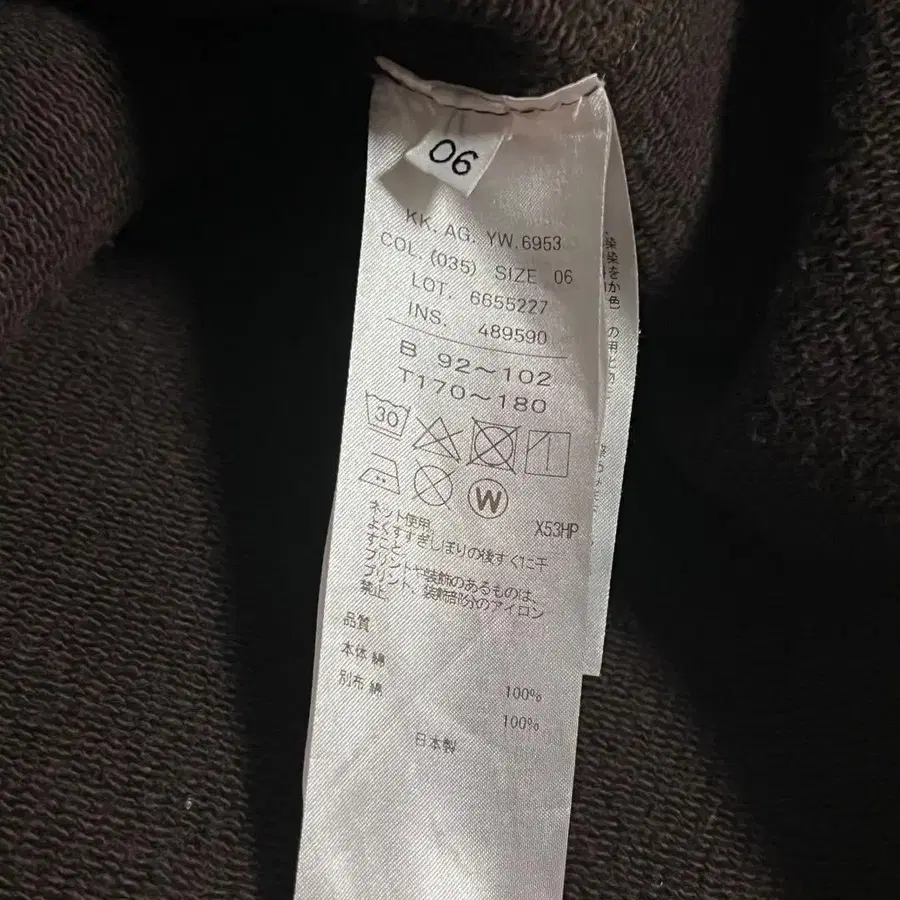 06
KK. AG. YW. 6953
COL. (035) SIZE 06
LOT. 6655227
INS. 489590
B 92～102
T170～180
30
W
X53HP
ネット使用
よくすすぎしぼりの後すぐに干
すこと
プリントや装飾のあるものは、
プリント、装飾部分のアイロン
禁止。
品質
本体 綿 100%
別布 綿 100%
日本製